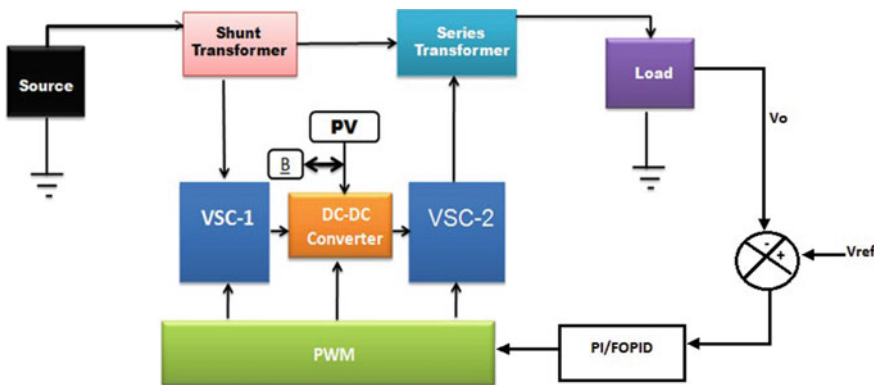 Source
Shunt
Transformer
Series
Transformer
Load
Vo
PV
B
VSC-1
DC-DC
Converter
VSC-2
-
+
Vref
PWM
PI/FOPID